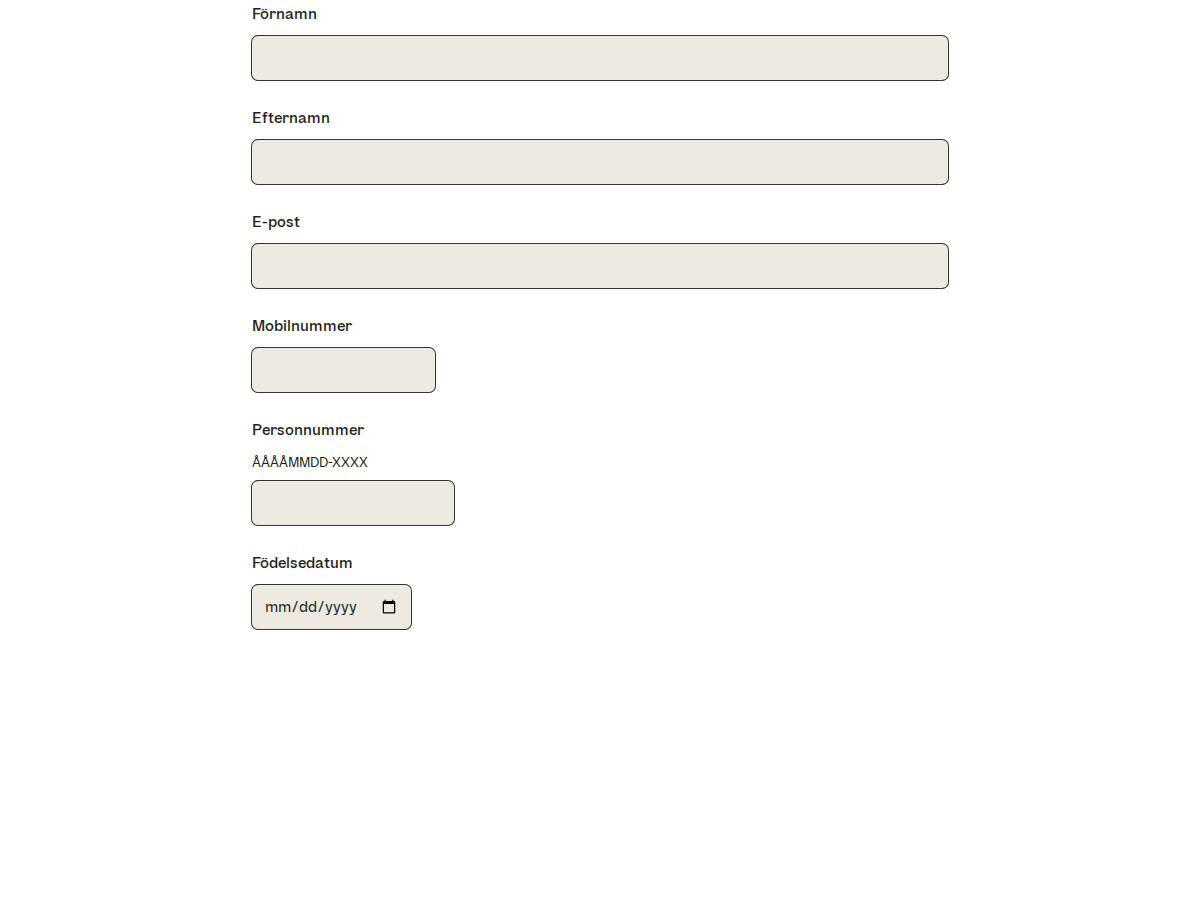 Förnamn
Efternamn
E-post
Mobilnummer
Personnummer
ÅÅÅÅMMDD-XXXX
Födelsedatum
mm/dd/yyyy